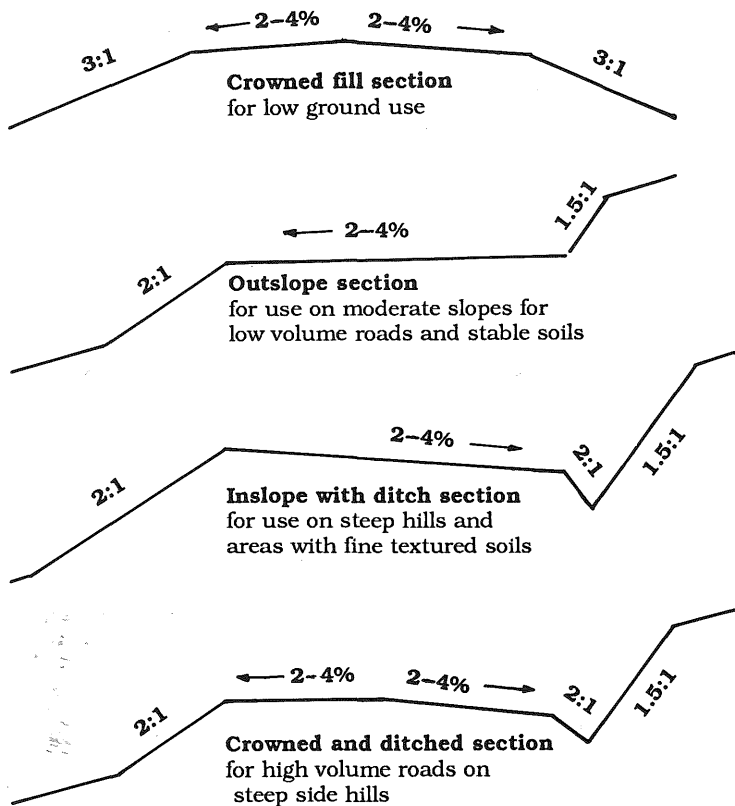 2–4% 2–4%
3:1 3:1
Crowned fill section
for low ground use
1.5:1
2–4%
2:1
Outslope section
for use on moderate slopes for
low volume roads and stable soils
2–4%
2:1 2:1 1.5:1
Inslope with ditch section
for use on steep hills and
areas with fine textured soils
2–4% 2–4%
2:1 2:1 1.5:1
Crowned and ditched section
for high volume roads on
steep side hills